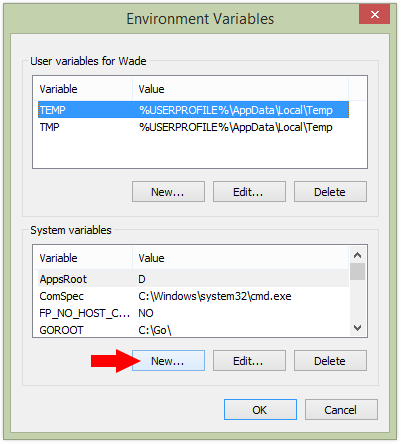 Environment Variables
User variables for Wade
Variable Value
TEMP %USERPROFILE%\AppData\Local\Temp
TMP %USERPROFILE%\AppData\Local\Temp
New... Edit... Delete
System variables
Variable Value
AppsRoot D
ComSpec C:\Windows\system32\cmd.exe
FP_NO_HOST_C... NO
GOROOT C:\Go\
New... Edit... Delete
OK Cancel